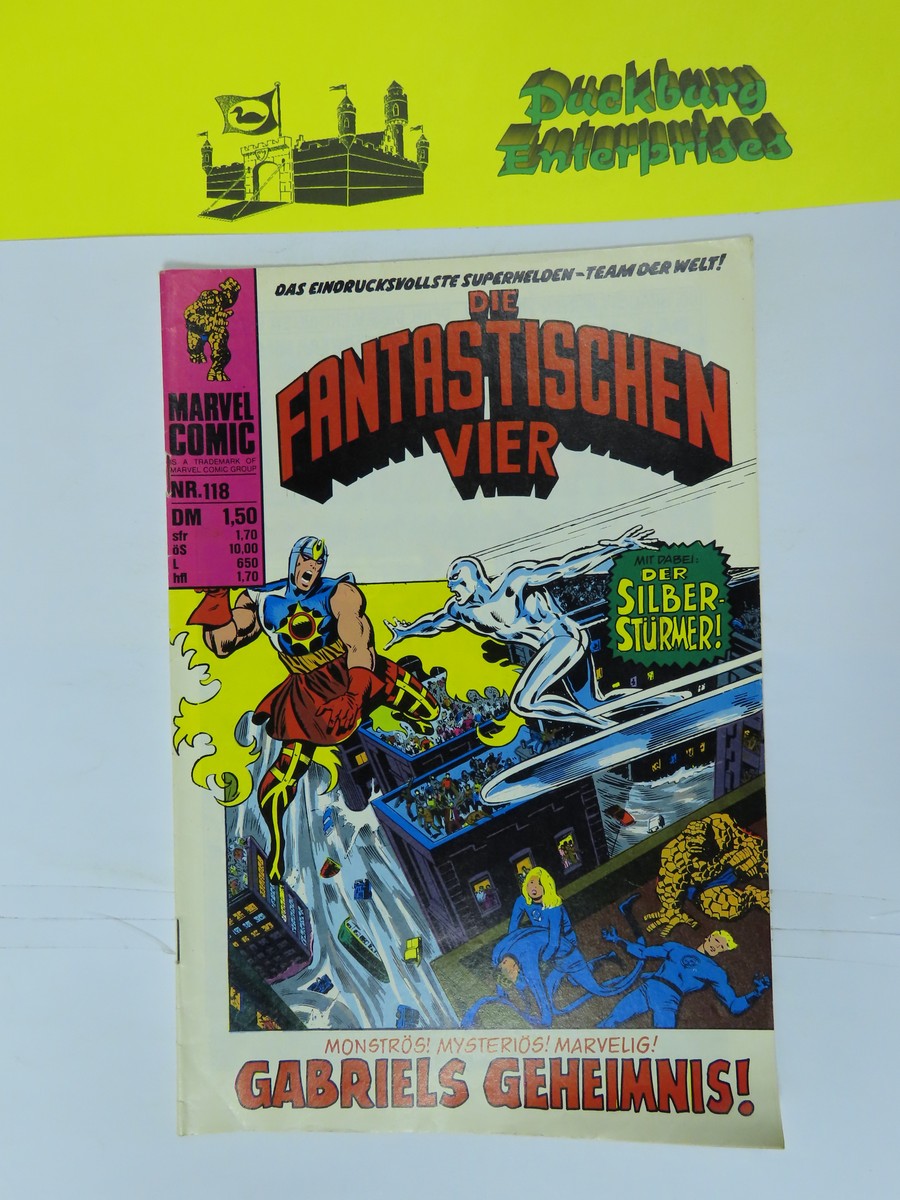 Duckburg
Enterprises
DAS EINDRUCKSVOLLSTE SUPERHELDEN-TEAM DER WELT!
DIE
FANTASTISCHEN
VIER
MARVEL
COMIC
IS A TRADEMARK OF
MARVEL COMIC GROUP
NR.118
DM 1,50
sfr 1,70
öS 10,00
L 650
hfl 1,70
MIT DABEI:
DER
SILBER-
STÜRMER!
MONSTRÖS! MYSTERIÖS! MARVELIG!
GABRIELS GEHEIMNIS!